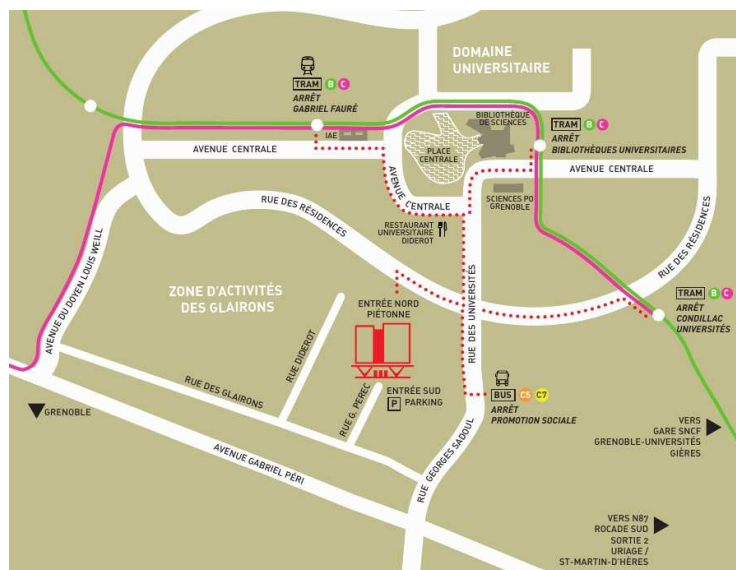 DOMAINE
UNIVERSITAIRE
TRAM B C
ARRÊT
GABRIEL FAURÉ
BIBLIOTHÈQUE
DE SCIENCES
TRAM B C
ARRÊT
BIBLIOTHÈQUES UNIVERSITAIRES
IAE
AVENUE CENTRALE
PLACE
CENTRALE
AVENUE CENTRALE
SCIENCES PO
GRENOBLE
AVENUE CENTRALE
RUE DES RÉSIDENCES
RESTAURANT
UNIVERSITAIRE
DIDEROT
RUE DES RÉSIDENCES
AVENUE DU DOYEN LOUIS WEILL
ZONE D'ACTIVITÉS
DES GLAIRONS
ENTRÉE NORD
PIÉTONNE
RUE DES UNIVERSITÉS
TRAM B C
ARRÊT
CONDILLAC
UNIVERSITÉS
RUE DIDEROT
RUE DES GLAIRONS
RUE G. PEREC
ENTRÉE SUD
P PARKING
BUS C5 C7
ARRÊT
PROMOTION SOCIALE
GRENOBLE
AVENUE GABRIEL PÉRI
RUE GEORGES SADOUL
VERS
GARE SNCF
GRENOBLE-UNIVERSITÉS
GIÈRES
VERS N87
ROCADE SUD
SORTIE 2
URIAGE /
ST-MARTIN-D'HÈRES